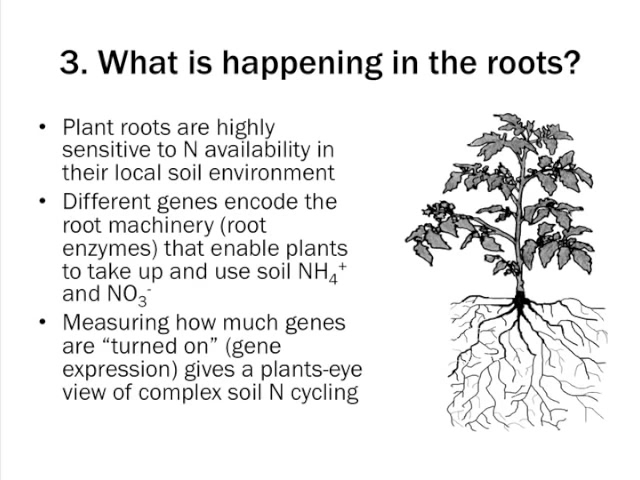 3. What is happening in the roots?
• Plant roots are highly
sensitive to N availability in
their local soil environment
• Different genes encode the
root machinery (root
enzymes) that enable plants
to take up and use soil NH₄⁺
and NO₃⁻
• Measuring how much genes
are “turned on” (gene
expression) gives a plants-eye
view of complex soil N cycling